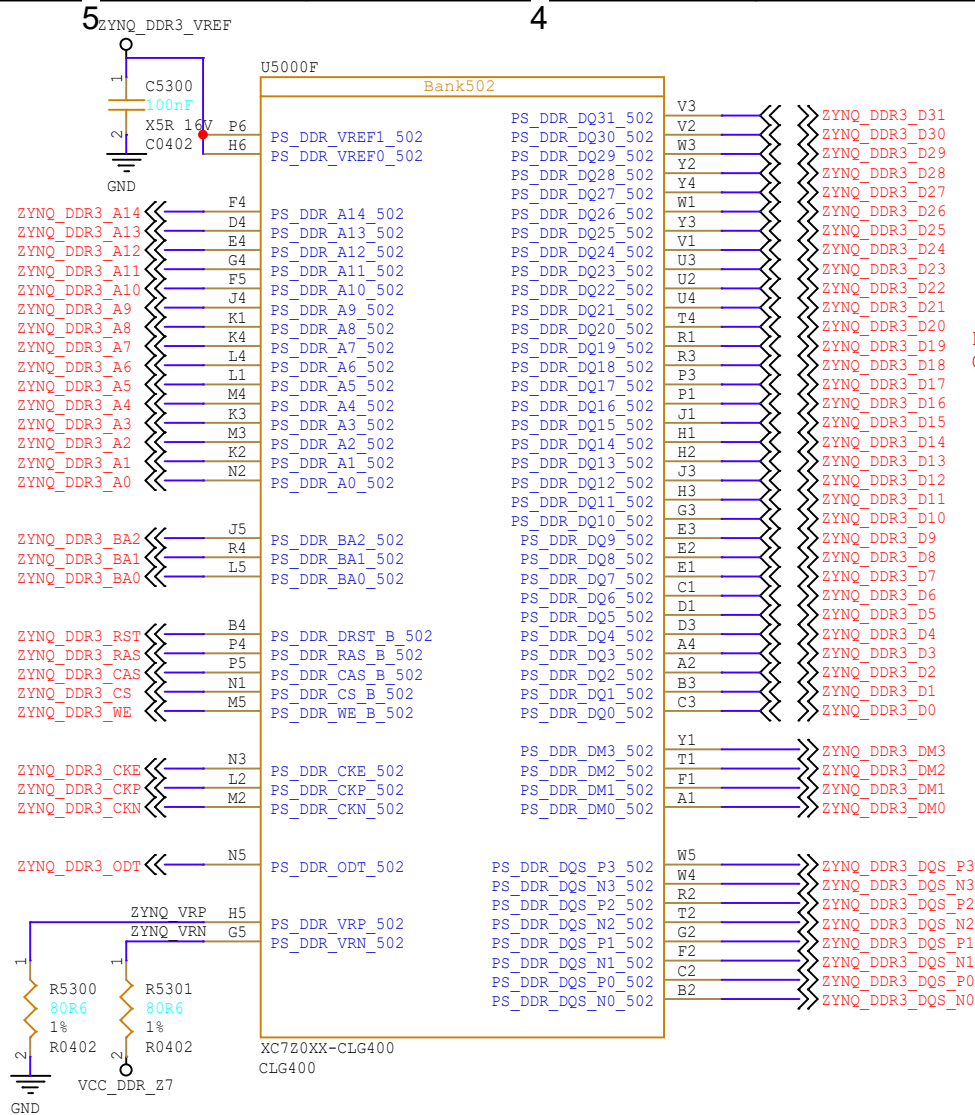 5
4
ZYNQ_DDR3_VREF
U5000F
Bank502
1
C5300
100nF
X5R 16V
2
C0402
GND
P6 PS_DDR_VREF1_502
H6 PS_DDR_VREF0_502
ZYNQ_DDR3_A14 F4 PS_DDR_A14_502
ZYNQ_DDR3_A13 D4 PS_DDR_A13_502
ZYNQ_DDR3_A12 E4 PS_DDR_A12_502
ZYNQ_DDR3_A11 G4 PS_DDR_A11_502
ZYNQ_DDR3_A10 F5 PS_DDR_A10_502
ZYNQ_DDR3_A9 J4 PS_DDR_A9_502
ZYNQ_DDR3_A8 K1 PS_DDR_A8_502
ZYNQ_DDR3_A7 K4 PS_DDR_A7_502
ZYNQ_DDR3_A6 L4 PS_DDR_A6_502
ZYNQ_DDR3_A5 L1 PS_DDR_A5_502
ZYNQ_DDR3_A4 M4 PS_DDR_A4_502
ZYNQ_DDR3_A3 K3 PS_DDR_A3_502
ZYNQ_DDR3_A2 M3 PS_DDR_A2_502
ZYNQ_DDR3_A1 K2 PS_DDR_A1_502
ZYNQ_DDR3_A0 N2 PS_DDR_A0_502
ZYNQ_DDR3_BA2 J5 PS_DDR_BA2_502
ZYNQ_DDR3_BA1 R4 PS_DDR_BA1_502
ZYNQ_DDR3_BA0 L5 PS_DDR_BA0_502
ZYNQ_DDR3_RST B4 PS_DDR_DRST_B_502
ZYNQ_DDR3_RAS P4 PS_DDR_RAS_B_502
ZYNQ_DDR3_CAS P5 PS_DDR_CAS_B_502
ZYNQ_DDR3_CS N1 PS_DDR_CS_B_502
ZYNQ_DDR3_WE M5 PS_DDR_WE_B_502
ZYNQ_DDR3_CKE N3 PS_DDR_CKE_502
ZYNQ_DDR3_CKP L2 PS_DDR_CKP_502
ZYNQ_DDR3_CKN M2 PS_DDR_CKN_502
ZYNQ_DDR3_ODT N5 PS_DDR_ODT_502
ZYNQ_VRP H5 PS_DDR_VRP_502
ZYNQ_VRN G5 PS_DDR_VRN_502
PS_DDR_DQ31_502 V3 ZYNQ_DDR3_D31
PS_DDR_DQ30_502 V2 ZYNQ_DDR3_D30
PS_DDR_DQ29_502 W3 ZYNQ_DDR3_D29
PS_DDR_DQ28_502 Y2 ZYNQ_DDR3_D28
PS_DDR_DQ27_502 Y4 ZYNQ_DDR3_D27
PS_DDR_DQ26_502 W1 ZYNQ_DDR3_D26
PS_DDR_DQ25_502 Y3 ZYNQ_DDR3_D25
PS_DDR_DQ24_502 V1 ZYNQ_DDR3_D24
PS_DDR_DQ23_502 U3 ZYNQ_DDR3_D23
PS_DDR_DQ22_502 U2 ZYNQ_DDR3_D22
PS_DDR_DQ21_502 U4 ZYNQ_DDR3_D21
PS_DDR_DQ20_502 T4 ZYNQ_DDR3_D20
PS_DDR_DQ19_502 R1 ZYNQ_DDR3_D19
PS_DDR_DQ18_502 R3 ZYNQ_DDR3_D18
PS_DDR_DQ17_502 P3 ZYNQ_DDR3_D17
PS_DDR_DQ16_502 P1 ZYNQ_DDR3_D16
PS_DDR_DQ15_502 J1 ZYNQ_DDR3_D15
PS_DDR_DQ14_502 H1 ZYNQ_DDR3_D14
PS_DDR_DQ13_502 H2 ZYNQ_DDR3_D13
PS_DDR_DQ12_502 J3 ZYNQ_DDR3_D12
PS_DDR_DQ11_502 H3 ZYNQ_DDR3_D11
PS_DDR_DQ10_502 G3 ZYNQ_DDR3_D10
PS_DDR_DQ9_502 E3 ZYNQ_DDR3_D9
PS_DDR_DQ8_502 E2 ZYNQ_DDR3_D8
PS_DDR_DQ7_502 E1 ZYNQ_DDR3_D7
PS_DDR_DQ6_502 C1 ZYNQ_DDR3_D6
PS_DDR_DQ5_502 D1 ZYNQ_DDR3_D5
PS_DDR_DQ4_502 D3 ZYNQ_DDR3_D4
PS_DDR_DQ3_502 A4 ZYNQ_DDR3_D3
PS_DDR_DQ2_502 A2 ZYNQ_DDR3_D2
PS_DDR_DQ1_502 B3 ZYNQ_DDR3_D1
PS_DDR_DQ0_502 C3 ZYNQ_DDR3_D0
PS_DDR_DM3_502 Y1 ZYNQ_DDR3_DM3
PS_DDR_DM2_502 T1 ZYNQ_DDR3_DM2
PS_DDR_DM1_502 F1 ZYNQ_DDR3_DM1
PS_DDR_DM0_502 A1 ZYNQ_DDR3_DM0
PS_DDR_DQS_P3_502 W5 ZYNQ_DDR3_DQS_P3
PS_DDR_DQS_N3_502 W4 ZYNQ_DDR3_DQS_N3
PS_DDR_DQS_P2_502 R2 ZYNQ_DDR3_DQS_P2
PS_DDR_DQS_N2_502 T2 ZYNQ_DDR3_DQS_N2
PS_DDR_DQS_P1_502 G2 ZYNQ_DDR3_DQS_P1
PS_DDR_DQS_N1_502 F2 ZYNQ_DDR3_DQS_N1
PS_DDR_DQS_P0_502 C2 ZYNQ_DDR3_DQS_P0
PS_DDR_DQS_N0_502 B2 ZYNQ_DDR3_DQS_N0
1
R5300
80R6
1%
R0402
2
GND
1
R5301
80R6
1%
R0402
2
VCC_DDR_Z7
XC7Z0XX-CLG400
CLG400